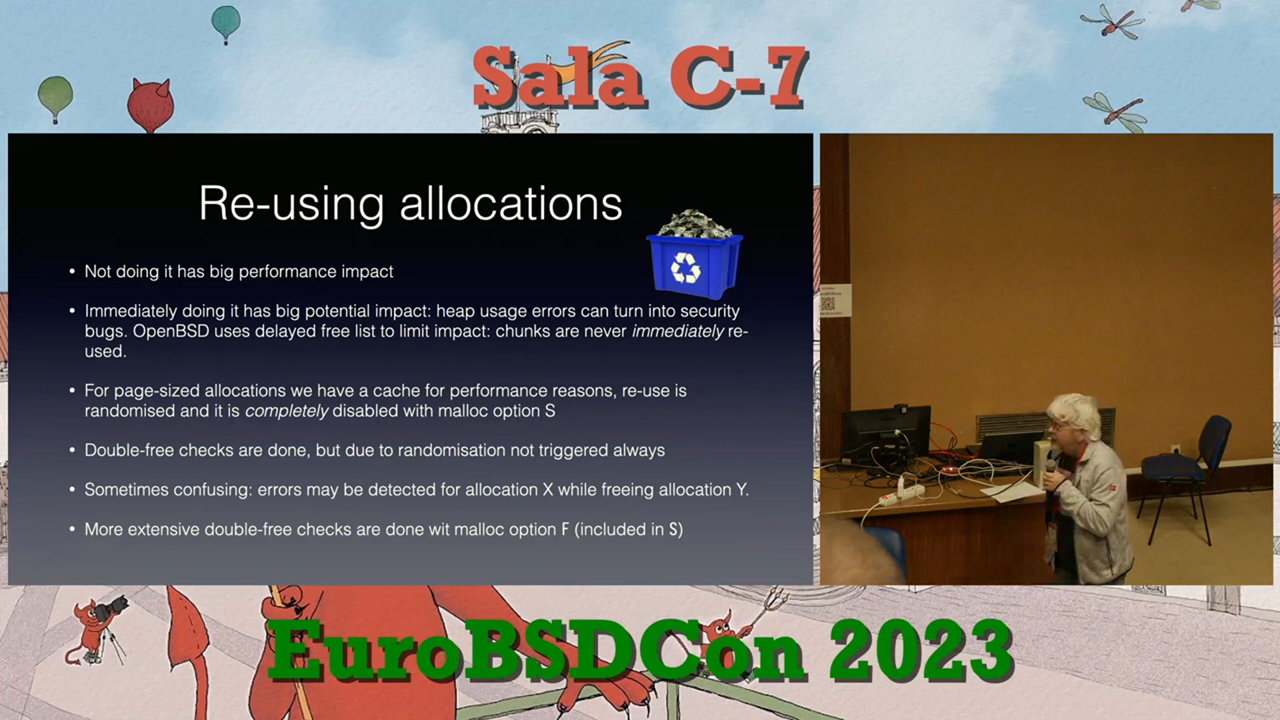 Sala C-7
Re-using allocations
• Not doing it has big performance impact
• Immediately doing it has big potential impact: heap usage errors can turn into security
bugs. OpenBSD uses delayed free list to limit impact: chunks are never immediately re-
used.
• For page-sized allocations we have a cache for performance reasons, re-use is
randomised and it is completely disabled with malloc option S
• Double-free checks are done, but due to randomisation not triggered always
• Sometimes confusing: errors may be detected for allocation X while freeing allocation Y.
• More extensive double-free checks are done wit malloc option F (included in S)
EuroBSDCon 2023